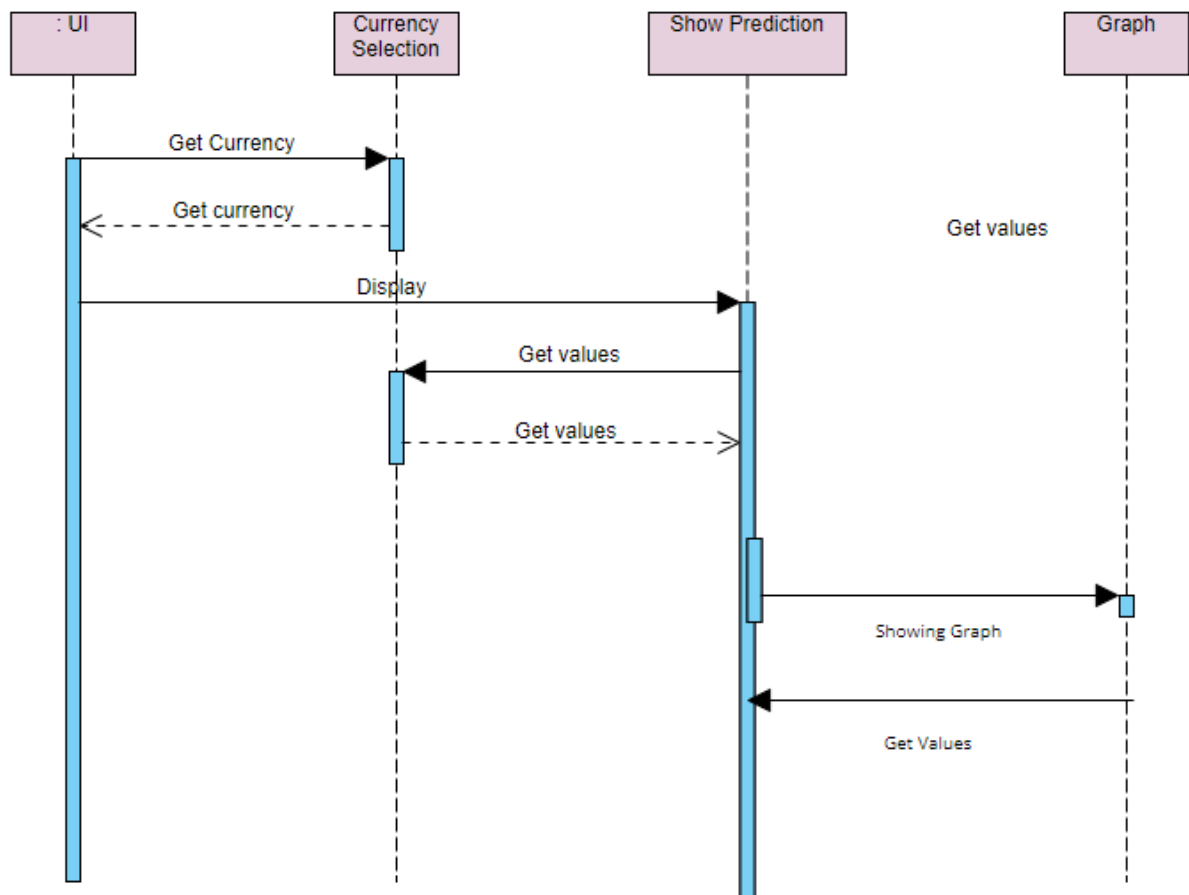 : UI
Currency
Selection
Show Prediction
Graph
Get Currency
Get currency
Get values
Display
Get values
Get values
Showing Graph
Get Values